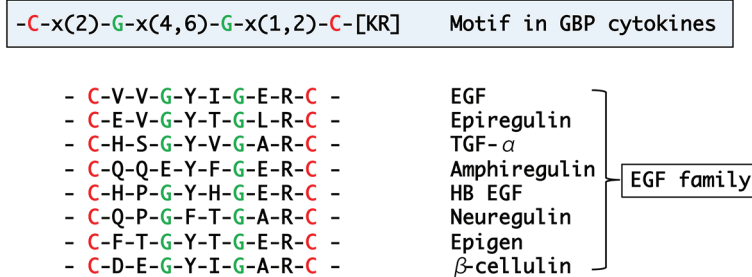 -C-x(2)-G-x(4,6)-G-x(1,2)-C-[KR] Motif in GBP cytokines
- C-V-V-G-Y-I-G-E-R-C - EGF
- C-E-V-G-Y-T-G-L-R-C - Epiregulin
- C-H-S-G-Y-V-G-A-R-C - TGF-α
- C-Q-Q-E-Y-F-G-E-R-C - Amphiregulin
EGF family
- C-H-P-G-Y-H-G-E-R-C - HB EGF
- C-Q-P-G-F-T-G-A-R-C - Neuregulin
- C-F-T-G-Y-T-G-E-R-C - Epigen
- C-D-E-G-Y-I-G-A-R-C - β-cellulin